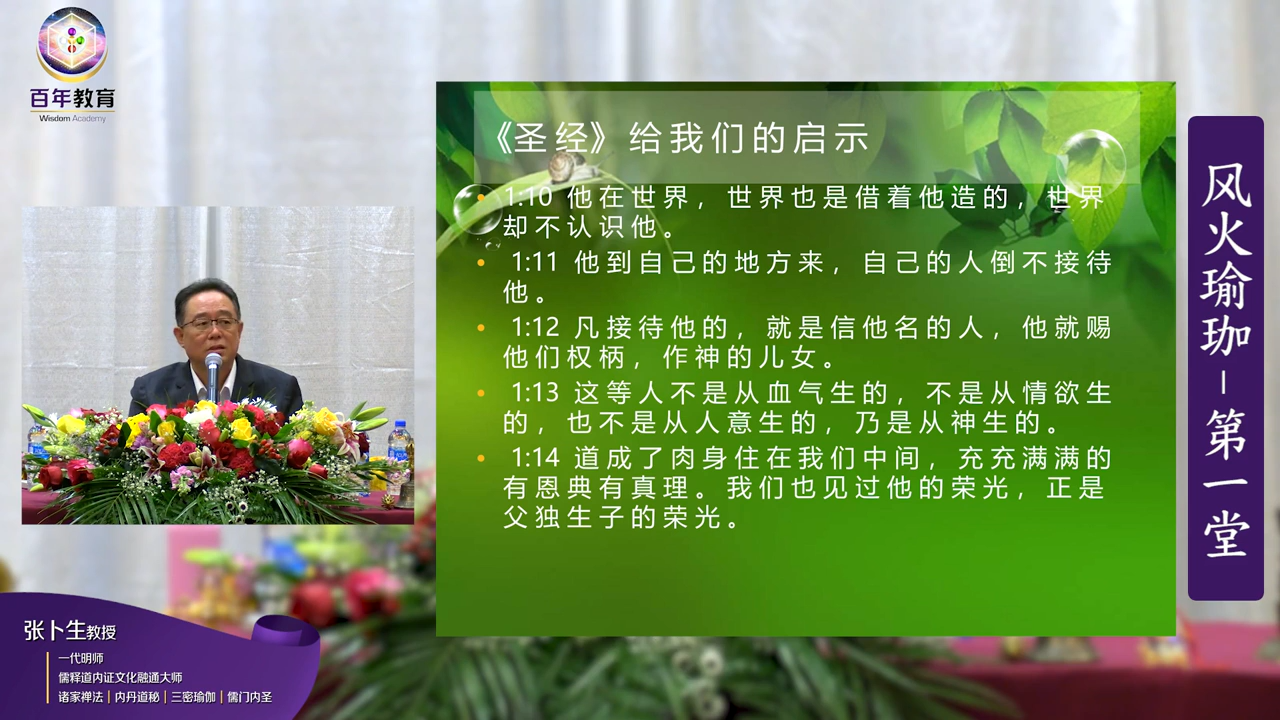 百年教育
Wisdom Academy
《圣经》给我们的启示
• 1:10 他在世界，世界也是借着他造的，世界
却不认识他。
• 1:11 他到自己的地方来，自己的人倒不接待
他。
• 1:12 凡接待他的，就是信他名的人，他就赐
他们权柄，作神的儿女。
• 1:13 这等人不是从血气生的，不是从情欲生
的，也不是从人意生的，乃是从神生的。
• 1:14 道成了肉身住在我们中间，充充满满的
有恩典有真理。我们也见过他的荣光，正是
父独生子的荣光。
风火瑜珈-第一堂
张卜生教授
一代明师
儒释道内证文化融通大师
诸家禅法 | 内丹道秘 | 三密瑜伽 | 儒门内圣